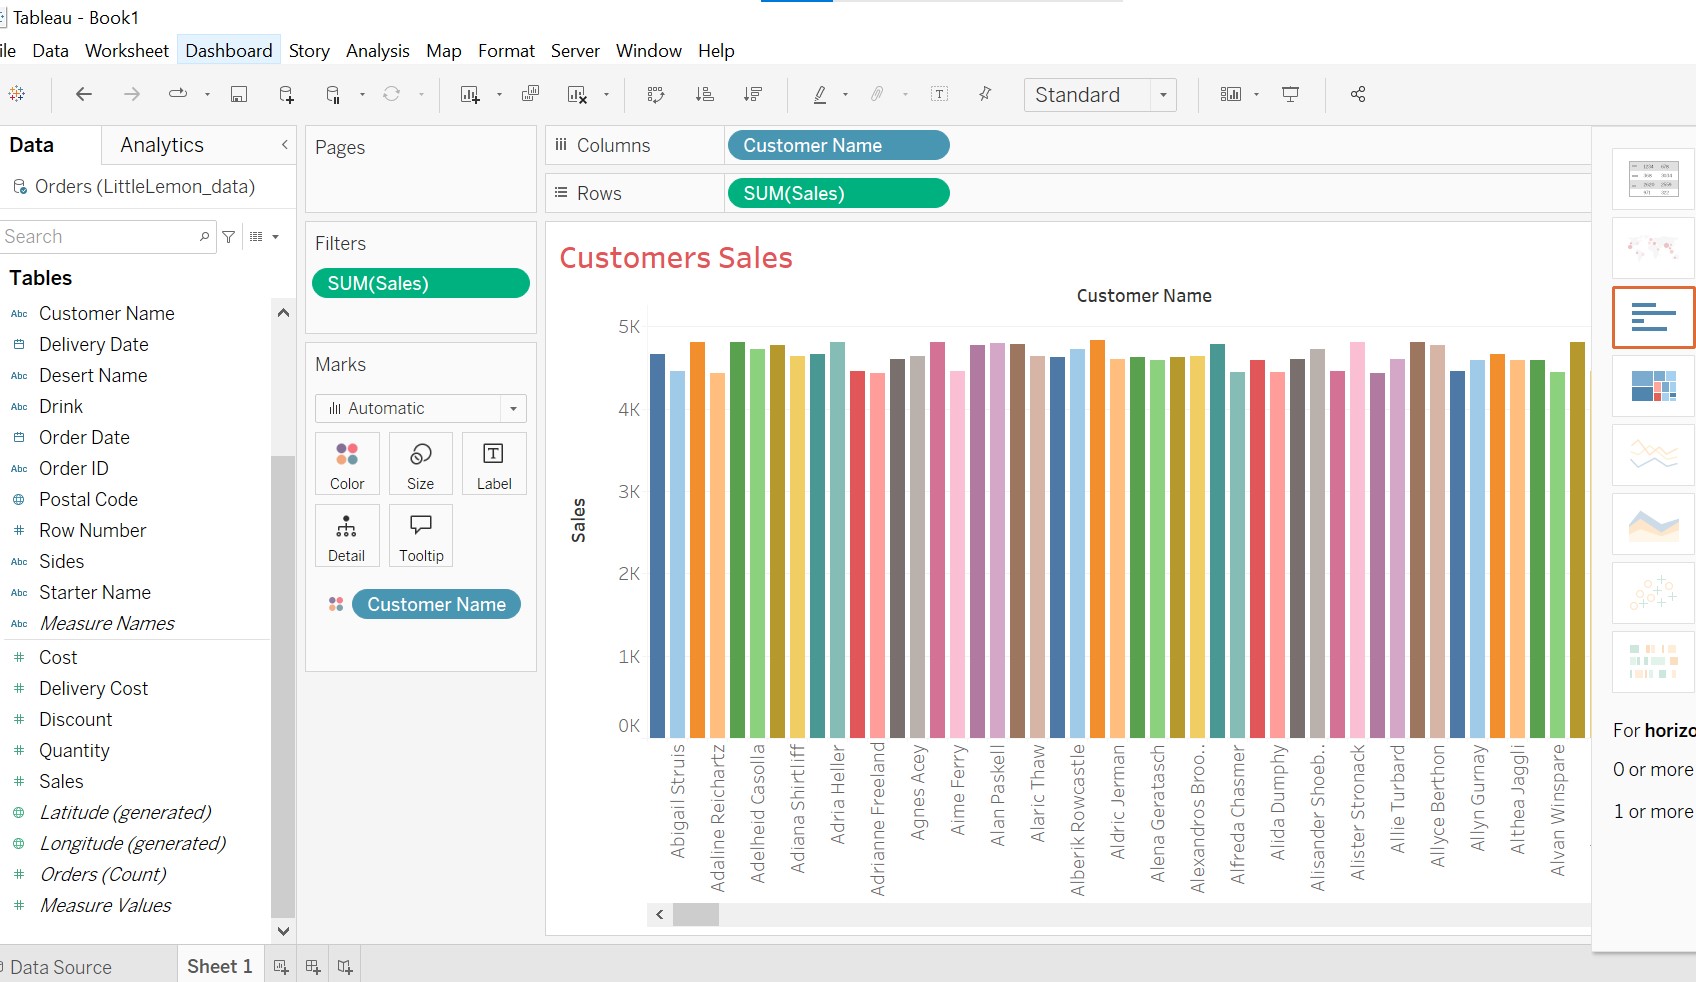 Tableau - Book1
ile Data Worksheet Dashboard Story Analysis Map Format Server Window Help
Standard
Data
Analytics
Orders (LittleLemon_data)
Search
Tables
Abc Customer Name
Delivery Date
Abc Desert Name
Abc Drink
Order Date
Abc Order ID
Postal Code
# Row Number
Abc Sides
Abc Starter Name
Abc Measure Names
# Cost
# Delivery Cost
# Discount
# Quantity
# Sales
Latitude (generated)
Longitude (generated)
# Orders (Count)
# Measure Values
Pages
Filters
SUM(Sales)
Marks
Automatic
Color
Size
Label
Detail
Tooltip
Customer Name
Columns
Customer Name
Rows
SUM(Sales)
Customers Sales
Customer Name
Sales
5K
4K
3K
2K
1K
0K
Abigail Struis
Adaline Reichartz
Adelheid Casolla
Adiana Shirtliff
Adria Heller
Adrianne Freeland
Agnes Acey
Aime Ferry
Alan Paskell
Alaric Thaw
Alberik Rowcastle
Aldric Jerman
Alena Geratasch
Alexandros Broo..
Alfreda Chasmer
Alida Dumphy
Alisander Shoeb..
Alister Stronack
Allie Turbard
Allyce Berthon
Allyn Gurnay
Althea Jaggli
Alvan Winspare
For horizo
0 or more
1 or more
Data Source
Sheet 1